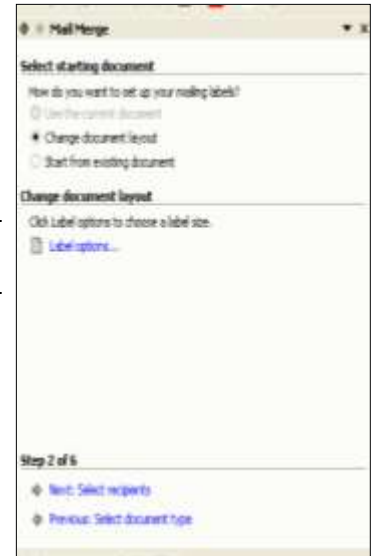 Mail Merge
Select starting document
How do you want to set up your mailing labels?
Use the current document
Change document layout
Start from existing document
Change document layout
Click Label options to choose a label size.
Label options...
Step 2 of 6
Next: Select recipients
Previous: Select document type